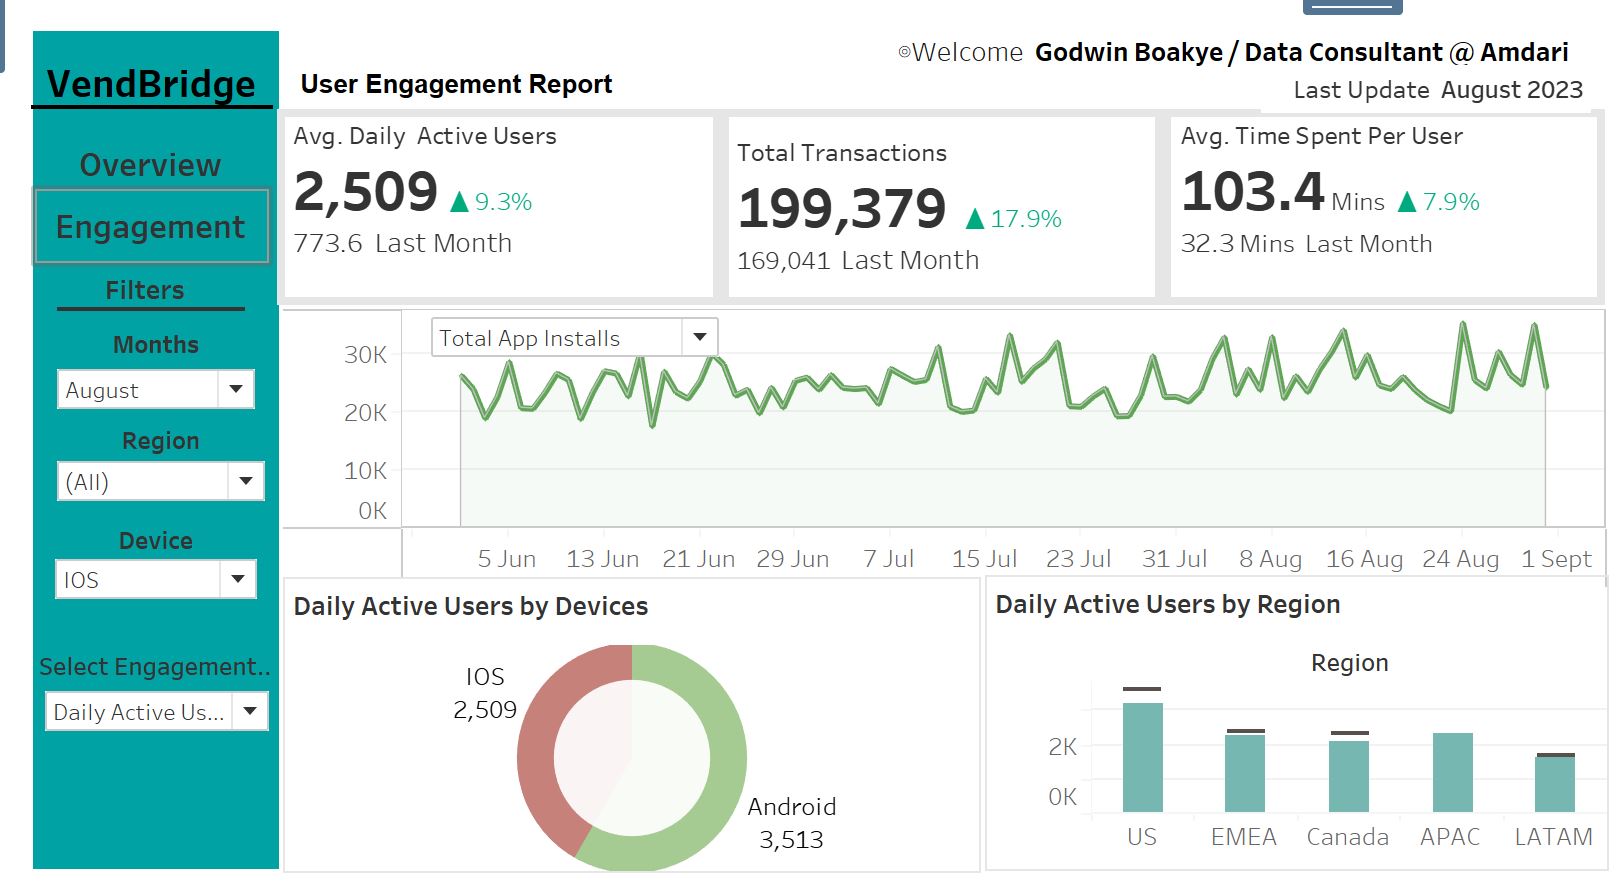 ◎Welcome Godwin Boakye / Data Consultant @ Amdari
Last Update August 2023
VendBridge
User Engagement Report
Overview
Engagement
Filters
Months
August
Region
(All)
Device
IOS
Select Engagement..
Daily Active Us...
Avg. Daily Active Users
2,509 ▲ 9.3%
773.6 Last Month
Total Transactions
199,379 ▲ 17.9%
169,041 Last Month
Avg. Time Spent Per User
103.4 Mins ▲ 7.9%
32.3 Mins Last Month
Total App Installs
30K
20K
10K
0K
5 Jun 13 Jun 21 Jun 29 Jun 7 Jul 15 Jul 23 Jul 31 Jul 8 Aug 16 Aug 24 Aug 1 Sept
Daily Active Users by Devices
IOS
2,509
Android
3,513
Daily Active Users by Region
Region
2K
0K
US EMEA Canada APAC LATAM